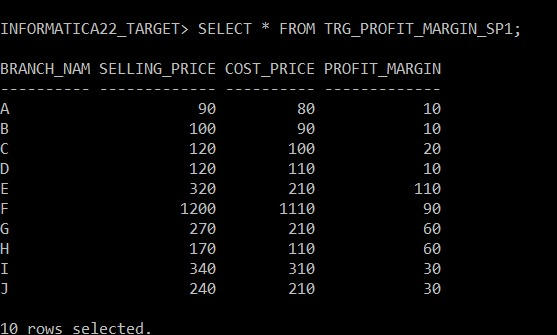 INFORMATICA22_TARGET> SELECT * FROM TRG_PROFIT_MARGIN_SP1;
BRANCH_NAM SELLING_PRICE COST_PRICE PROFIT_MARGIN
---------- ------------- ---------- -------------
A                     90         80            10
B                    100         90            10
C                    120        100            20
D                    120        110            10
E                    320        210           110
F                   1200       1110            90
G                    270        210            60
H                    170        110            60
I                    340        310            30
J                    240        210            30
10 rows selected.